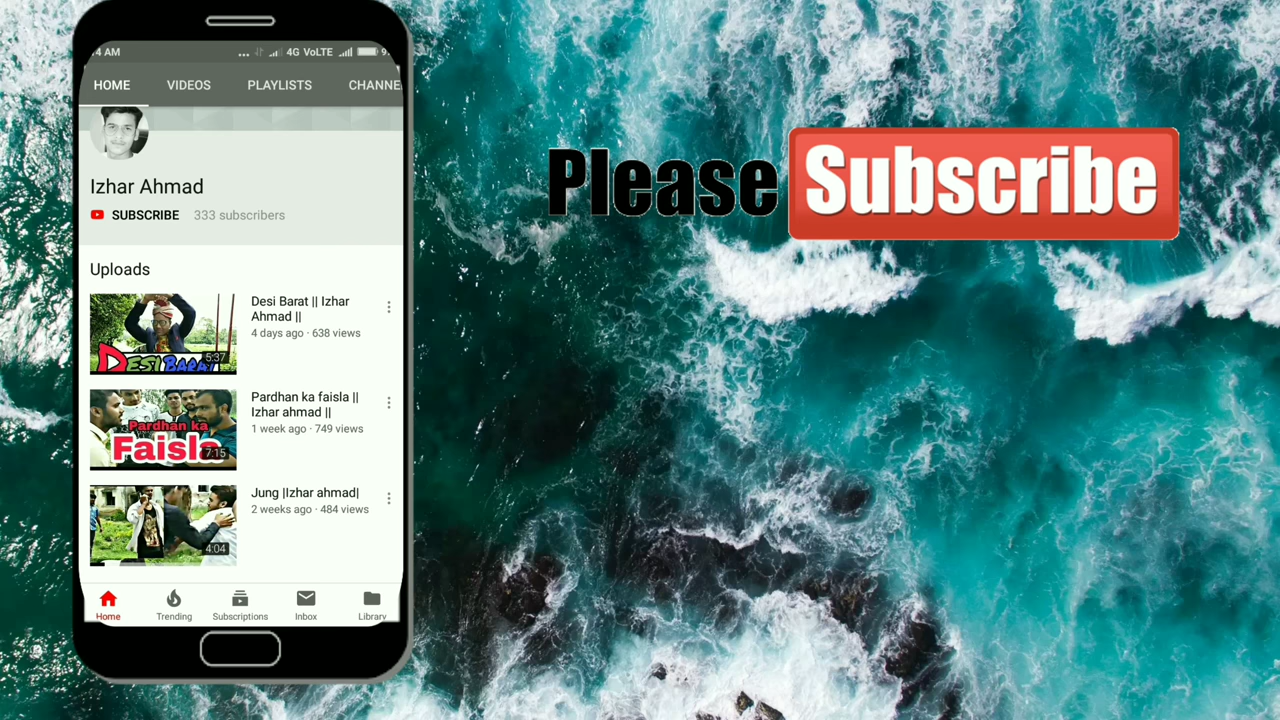 4 AM
4G VoLTE
9
HOME VIDEOS PLAYLISTS CHANNE
Izhar Ahmad
SUBSCRIBE 333 subscribers
Uploads
Desi Barat || Izhar
Ahmad ||
4 days ago · 638 views
DESI BARAT
5:37
Pardhan ka faisla ||
Izhar ahmad ||
1 week ago · 749 views
Pardhan ka
Faisla
7:15
Jung |Izhar ahmad|
2 weeks ago · 484 views
4:04
Home Trending Subscriptions Inbox Library
Please Subscribe